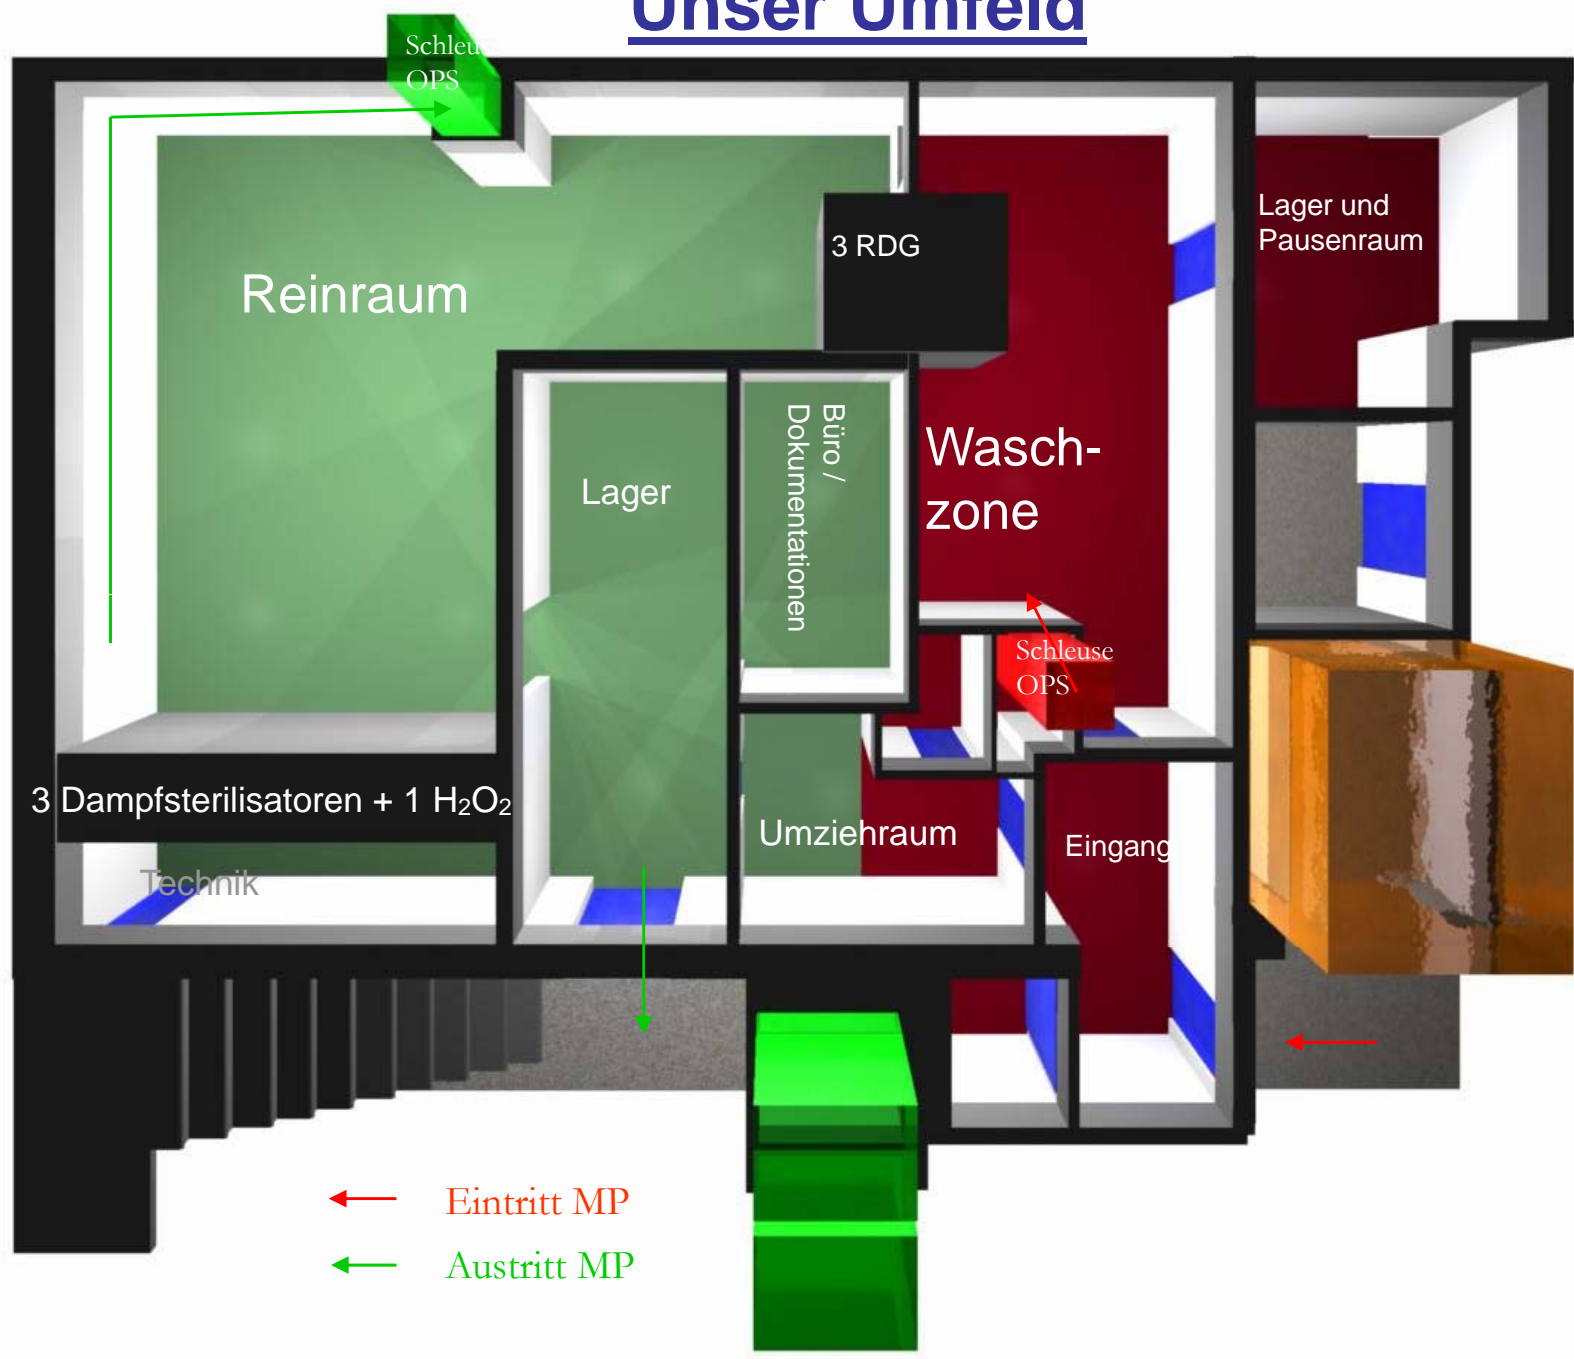 Unser Umfeld
Schleuse
OPS
Lager und
Pausenraum
3 RDG
Reinraum
Büro /
Dokumentationen
Wasch-
zone
Lager
Schleuse
OPS
3 Dampfsterilisatoren + 1 H₂O₂
Umziehraum
Eingang
Technik
Eintritt MP
Austritt MP